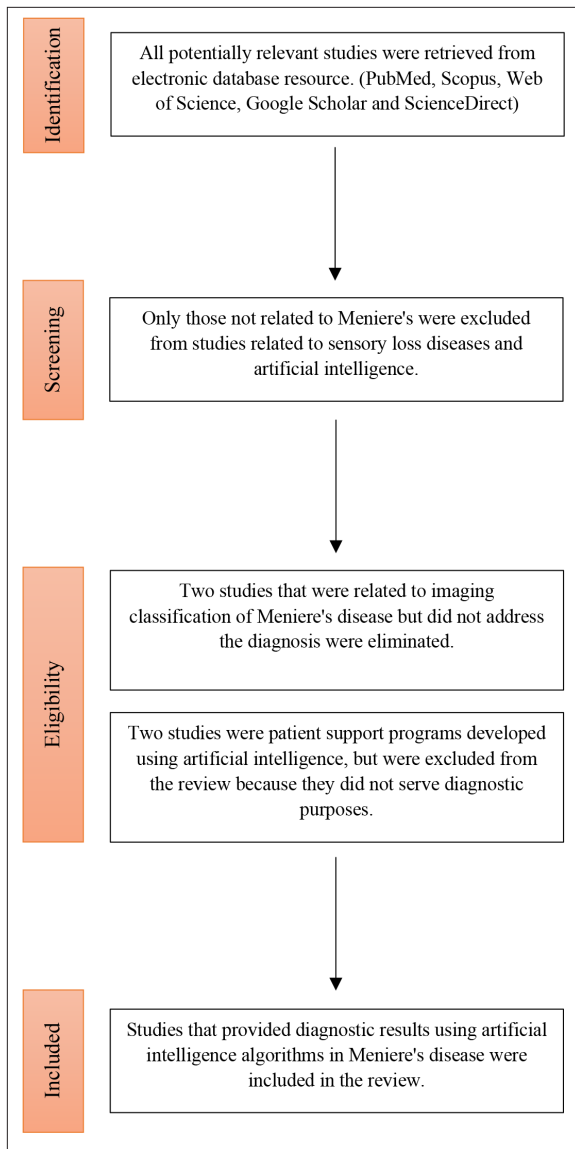 Identification
All potentially relevant studies were retrieved from
electronic database resource. (PubMed, Scopus, Web
of Science, Google Scholar and ScienceDirect)
Screening
Only those not related to Meniere's were excluded
from studies related to sensory loss diseases and
artificial intelligence.
Eligibility
Two studies that were related to imaging
classification of Meniere's disease but did not address
the diagnosis were eliminated.
Two studies were patient support programs developed
using artificial intelligence, but were excluded from
the review because they did not serve diagnostic
purposes.
Included
Studies that provided diagnostic results using artificial
intelligence algorithms in Meniere's disease were
included in the review.